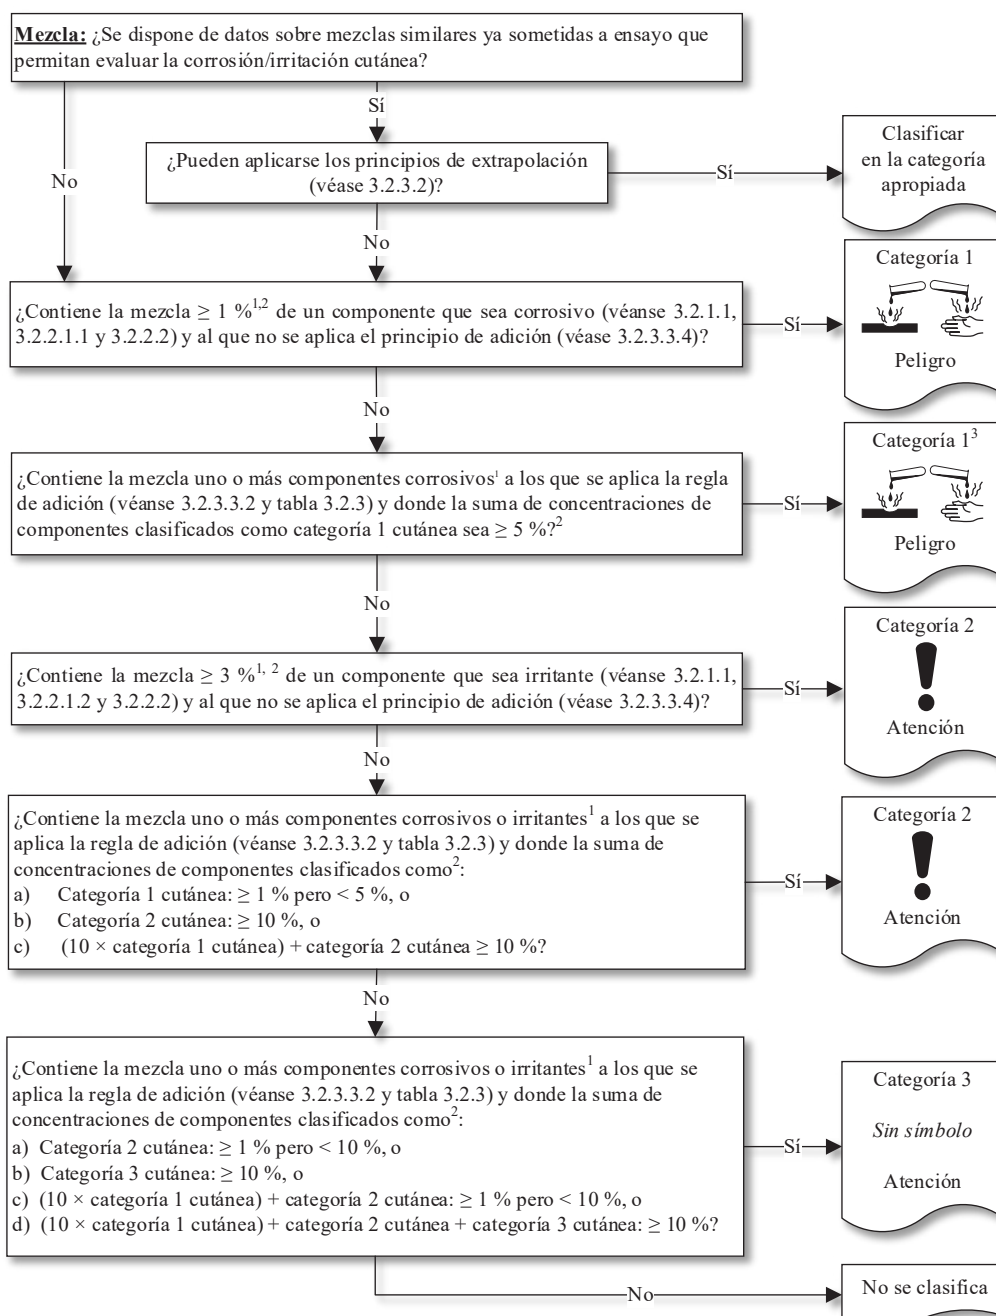 Mezcla: ¿Se dispone de datos sobre mezclas similares ya sometidas a ensayo que
permitan evaluar la corrosión/irritación cutánea?
Sí
No
¿Pueden aplicarse los principios de extrapolación
(véase 3.2.3.2)?
Sí
Clasificar
en la categoría
apropiada
No
¿Contiene la mezcla ≥ 1 %1,2 de un componente que sea corrosivo (véanse 3.2.1.1,
3.2.2.1.1 y 3.2.2.2) y al que no se aplica el principio de adición (véase 3.2.3.3.4)?
Sí
Categoría 1
Peligro
No
¿Contiene la mezcla uno o más componentes corrosivos1 a los que se aplica la regla
de adición (véanse 3.2.3.3.2 y tabla 3.2.3) y donde la suma de concentraciones de
componentes clasificados como categoría 1 cutánea sea ≥ 5 %?2
Sí
Categoría 13
Peligro
No
¿Contiene la mezcla ≥ 3 %1, 2 de un componente que sea irritante (véanse 3.2.1.1,
3.2.2.1.2 y 3.2.2.2) y al que no se aplica el principio de adición (véase 3.2.3.3.4)?
Sí
Categoría 2
Atención
No
¿Contiene la mezcla uno o más componentes corrosivos o irritantes1 a los que se
aplica la regla de adición (véanse 3.2.3.3.2 y tabla 3.2.3) y donde la suma de
concentraciones de componentes clasificados como2:
a) Categoría 1 cutánea: ≥ 1 % pero < 5 %, o
b) Categoría 2 cutánea: ≥ 10 %, o
c) (10 × categoría 1 cutánea) + categoría 2 cutánea ≥ 10 %?
Sí
Categoría 2
Atención
No
¿Contiene la mezcla uno o más componentes corrosivos o irritantes1 a los que se
aplica la regla de adición (véanse 3.2.3.3.2 y tabla 3.2.3) y donde la suma de
concentraciones de componentes clasificados como2:
a) Categoría 2 cutánea: ≥ 1 % pero < 10 %, o
b) Categoría 3 cutánea: ≥ 10 %, o
c) (10 × categoría 1 cutánea) + categoría 2 cutánea: ≥ 1 % pero < 10 %, o
d) (10 × categoría 1 cutánea) + categoría 2 cutánea + categoría 3 cutánea: ≥ 10 %?
Sí
Categoría 3
Sin símbolo
Atención
No
No se clasifica